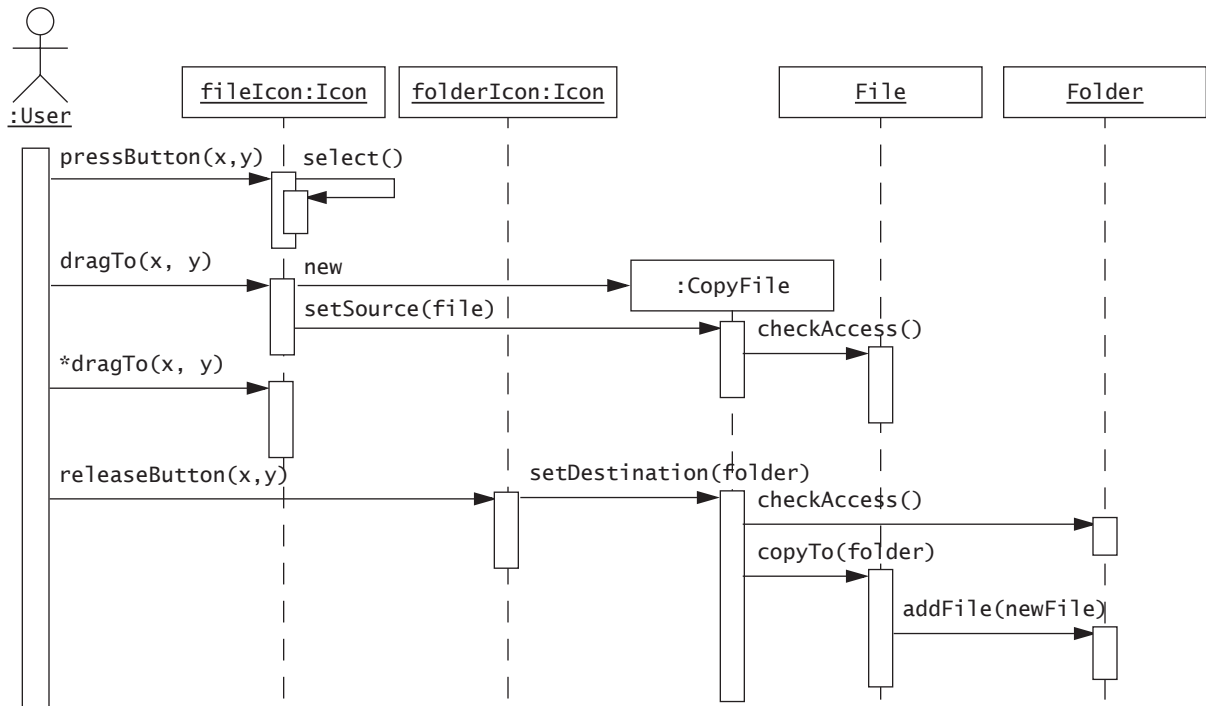 :User
fileIcon:Icon
folderIcon:Icon
File
Folder
pressButton(x,y)
select()
dragTo(x, y)
new
:CopyFile
setSource(file)
checkAccess()
*dragTo(x, y)
releaseButton(x,y)
setDestination(folder)
checkAccess()
copyTo(folder)
addFile(newFile)